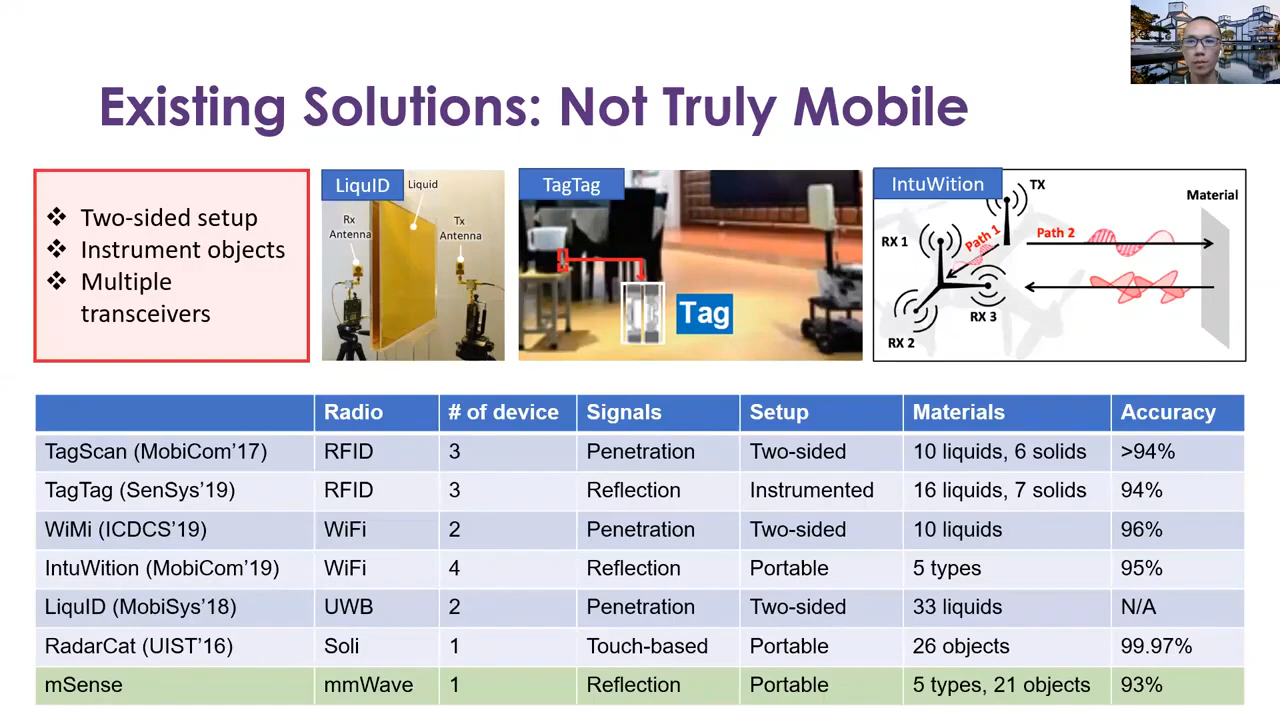 Existing Solutions: Not Truly Mobile
❖ Two-sided setup
❖ Instrument objects
❖ Multiple
transceivers
LiquID
Liquid
Rx
Antenna
Tx
Antenna
TagTag
Tag
IntuWition
TX
Material
RX 1
Path 1
Path 2
RX 3
RX 2
Radio # of device Signals Setup Materials Accuracy
TagScan (MobiCom’17) RFID 3 Penetration Two-sided 10 liquids, 6 solids >94%
TagTag (SenSys’19) RFID 3 Reflection Instrumented 16 liquids, 7 solids 94%
WiMi (ICDCS’19) WiFi 2 Penetration Two-sided 10 liquids 96%
IntuWition (MobiCom’19) WiFi 4 Reflection Portable 5 types 95%
LiquID (MobiSys’18) UWB 2 Penetration Two-sided 33 liquids N/A
RadarCat (UIST’16) Soli 1 Touch-based Portable 26 objects 99.97%
mSense mmWave 1 Reflection Portable 5 types, 21 objects 93%